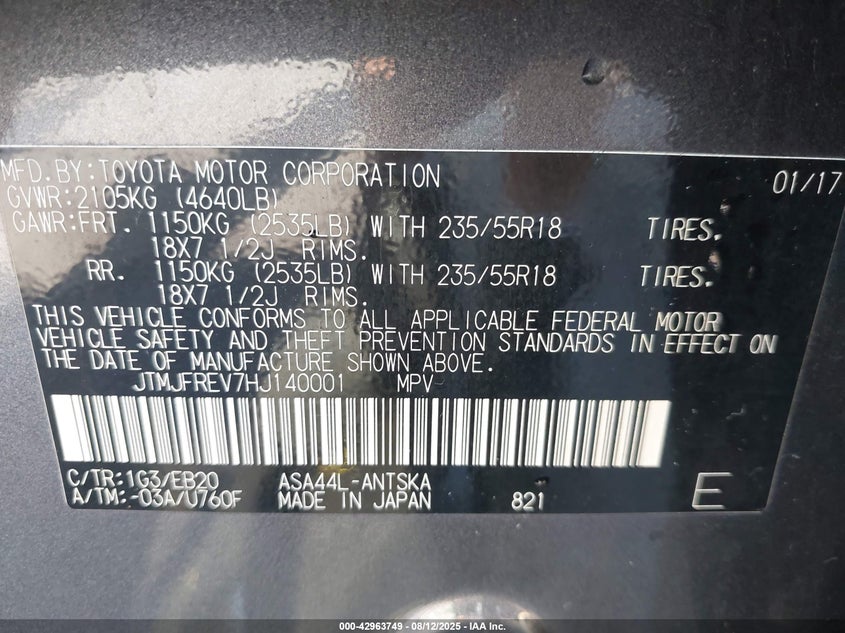 MFD.BY:TOYOTA MOTOR CORPORATION 01/17
GVWR:2105KG (4640LB)
GAWR:FRT. 1150KG (2535LB) WITH 235/55R18 TIRES.
18X7 1/2J RIMS.
RR. 1150KG (2535LB) WITH 235/55R18 TIRES.
18X7 1/2J RIMS.
THIS VEHICLE CONFORMS TO ALL APPLICABLE FEDERAL MOTOR
VEHICLE SAFETY AND THEFT PREVENTION STANDARDS IN EFFECT ON
THE DATE OF MANUFACTURE SHOWN ABOVE.
JTMJFREV7HJ140001 MPV
C/TR:1G3/EB20 ASA44L-ANTSKA
A/TM:-03A/U760F MADE IN JAPAN 821 E
000-42963749 - 08/12/2025 - IAA Inc.